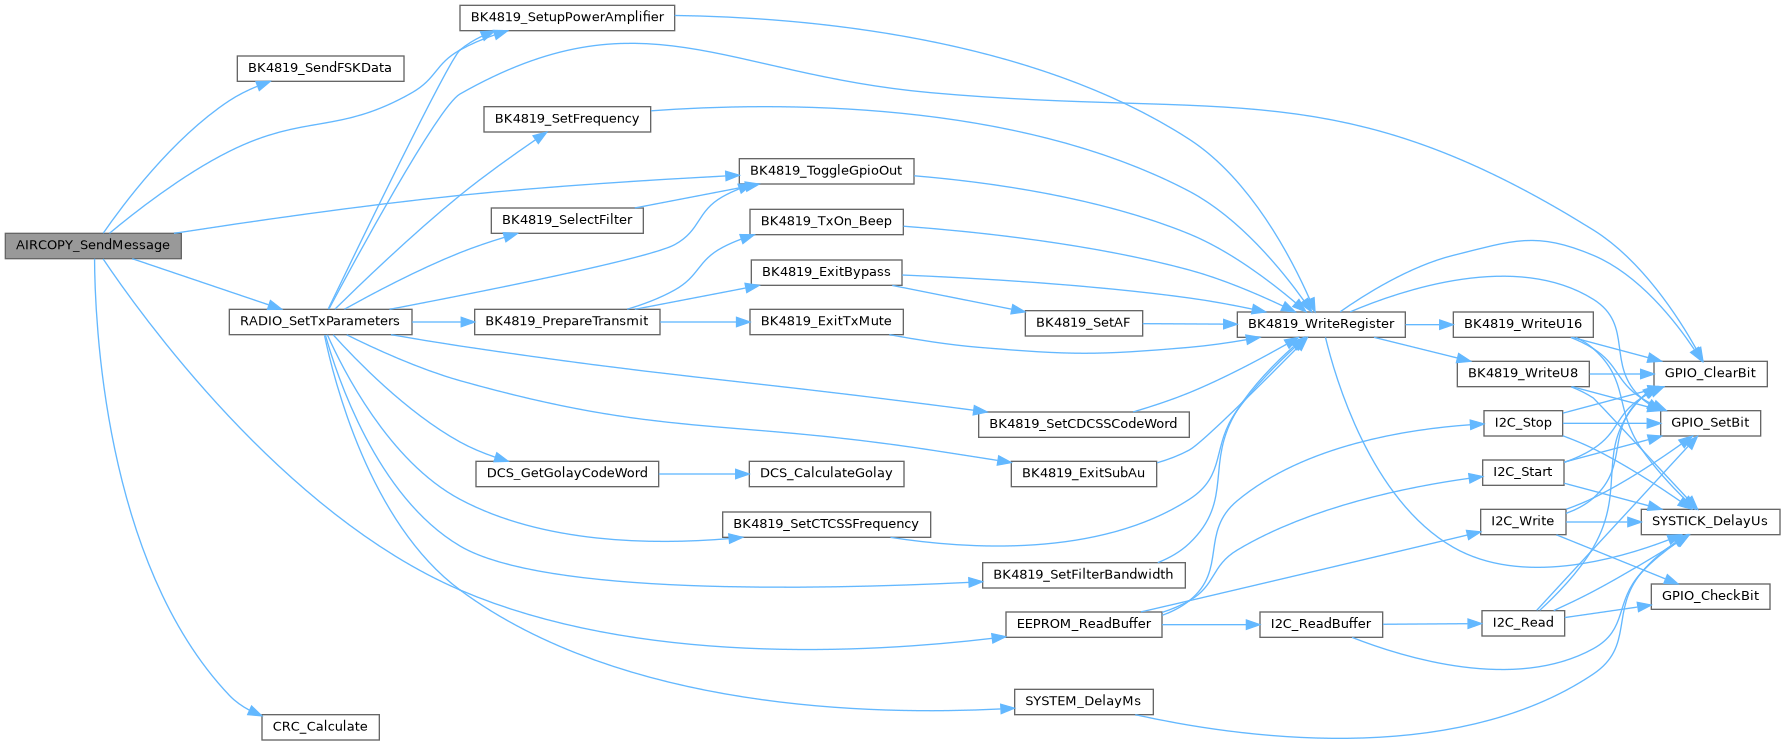 AIRCOPY_SendMessage
BK4819_SendFSKData
RADIO_SetTxParameters
CRC_Calculate
BK4819_SetupPowerAmplifier
BK4819_SetFrequency
BK4819_SelectFilter
BK4819_PrepareTransmit
DCS_GetGolayCodeWord
BK4819_ToggleGpioOut
BK4819_TxOn_Beep
BK4819_ExitBypass
BK4819_ExitTxMute
DCS_CalculateGolay
BK4819_SetCTCSSFrequency
BK4819_SetAF
BK4819_SetCDCSSCodeWord
BK4819_ExitSubAu
BK4819_SetFilterBandwidth
EEPROM_ReadBuffer
SYSTEM_DelayMs
BK4819_WriteRegister
I2C_ReadBuffer
BK4819_WriteU16
BK4819_WriteU8
I2C_Stop
I2C_Start
I2C_Write
I2C_Read
GPIO_ClearBit
GPIO_SetBit
SYSTICK_DelayUs
GPIO_CheckBit